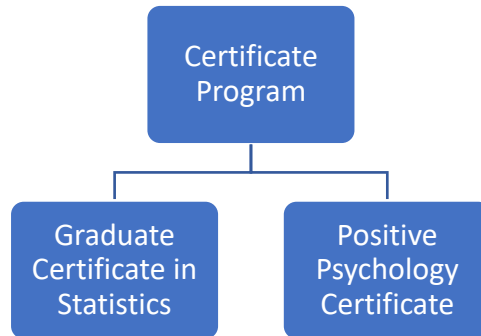 Certificate
Program
Graduate
Certificate in
Statistics
Positive
Psychology
Certificate